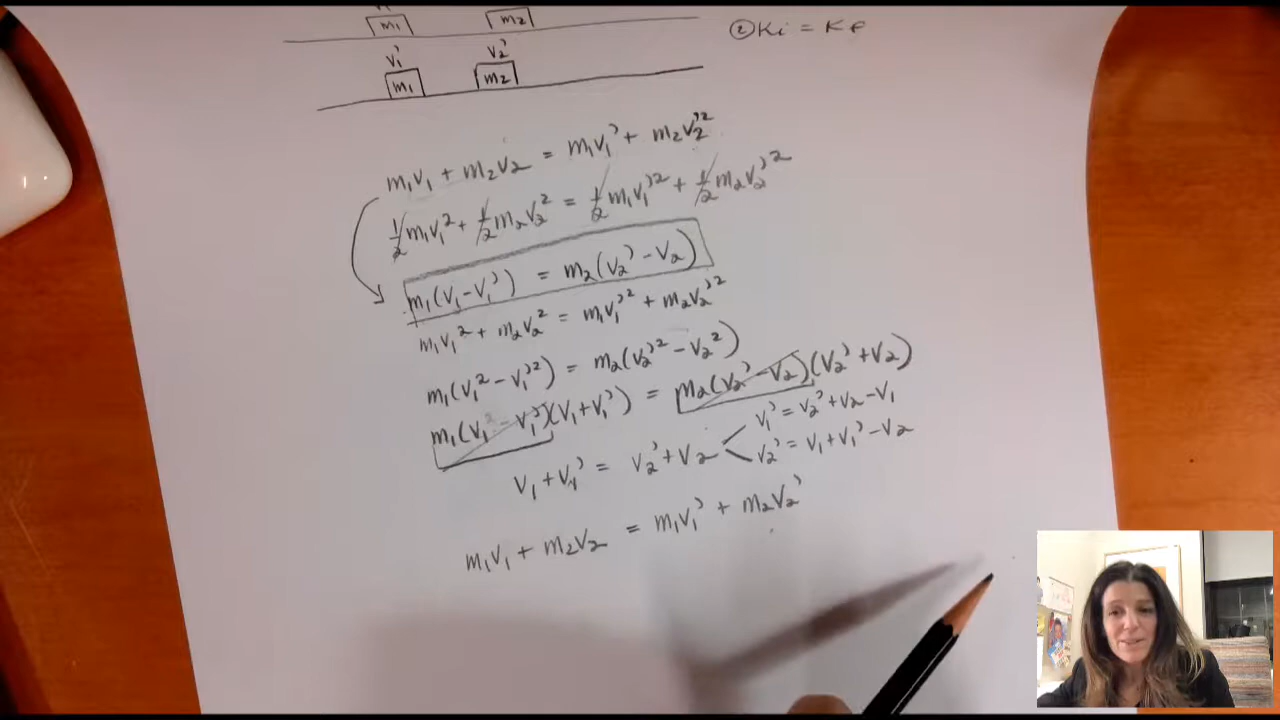 m₁ m₂ ② Ki = Kf
v₁' v₂'
m₁ m₂
m₁v₁ + m₂v₂ = m₁v₁' + m₂v₂'²
½m₁v₁² + ½m₂v₂² = ½m₁v₁'² + ½m₂v₂'²
m₁(v₁ - v₁') = m₂(v₂' - v₂)
m₁v₁² + m₂v₂² = m₁v₁'² + m₂v₂'²
m₁(v₁² - v₁'²) = m₂(v₂'² - v₂²)
m₁(v₁ - v₁')(v₁ + v₁') = m₂(v₂' - v₂)(v₂' + v₂)
v₁' = v₂' + v₂ - v₁
v₁ + v₁' = v₂' + v₂
v₂' = v₁ + v₁' - v₂
m₁v₁ + m₂v₂ = m₁v₁' + m₂v₂'